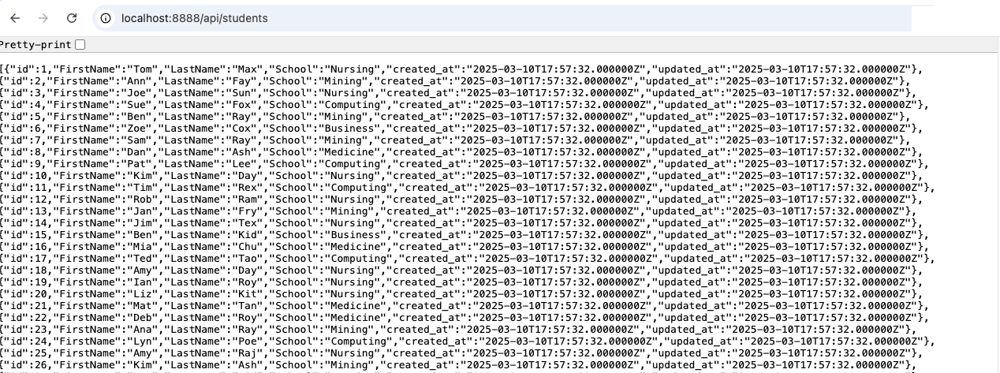 localhost:8888/api/students
Pretty-print
[{"id":1,"FirstName":"Tom","LastName":"Max","School":"Nursing","created_at":"2025-03-10T17:57:32.000000Z","updated_at":"2025-03-10T17:57:32.000000Z"},
{"id":2,"FirstName":"Ann","LastName":"Fay","School":"Mining","created_at":"2025-03-10T17:57:32.000000Z","updated_at":"2025-03-10T17:57:32.000000Z"},
{"id":3,"FirstName":"Joe","LastName":"Sun","School":"Nursing","created_at":"2025-03-10T17:57:32.000000Z","updated_at":"2025-03-10T17:57:32.000000Z"},
{"id":4,"FirstName":"Sue","LastName":"Fox","School":"Computing","created_at":"2025-03-10T17:57:32.000000Z","updated_at":"2025-03-10T17:57:32.000000Z"},
{"id":5,"FirstName":"Ben","LastName":"Ray","School":"Mining","created_at":"2025-03-10T17:57:32.000000Z","updated_at":"2025-03-10T17:57:32.000000Z"},
{"id":6,"FirstName":"Zoe","LastName":"Cox","School":"Business","created_at":"2025-03-10T17:57:32.000000Z","updated_at":"2025-03-10T17:57:32.000000Z"},
{"id":7,"FirstName":"Sam","LastName":"Ray","School":"Mining","created_at":"2025-03-10T17:57:32.000000Z","updated_at":"2025-03-10T17:57:32.000000Z"},
{"id":8,"FirstName":"Dan","LastName":"Ash","School":"Medicine","created_at":"2025-03-10T17:57:32.000000Z","updated_at":"2025-03-10T17:57:32.000000Z"},
{"id":9,"FirstName":"Pat","LastName":"Lee","School":"Computing","created_at":"2025-03-10T17:57:32.000000Z","updated_at":"2025-03-10T17:57:32.000000Z"},
{"id":10,"FirstName":"Kim","LastName":"Day","School":"Nursing","created_at":"2025-03-10T17:57:32.000000Z","updated_at":"2025-03-10T17:57:32.000000Z"},
{"id":11,"FirstName":"Tim","LastName":"Rex","School":"Computing","created_at":"2025-03-10T17:57:32.000000Z","updated_at":"2025-03-10T17:57:32.000000Z"},
{"id":12,"FirstName":"Rob","LastName":"Ram","School":"Nursing","created_at":"2025-03-10T17:57:32.000000Z","updated_at":"2025-03-10T17:57:32.000000Z"},
{"id":13,"FirstName":"Jan","LastName":"Fry","School":"Mining","created_at":"2025-03-10T17:57:32.000000Z","updated_at":"2025-03-10T17:57:32.000000Z"},
{"id":14,"FirstName":"Jim","LastName":"Tex","School":"Nursing","created_at":"2025-03-10T17:57:32.000000Z","updated_at":"2025-03-10T17:57:32.000000Z"},
{"id":15,"FirstName":"Ben","LastName":"Kid","School":"Business","created_at":"2025-03-10T17:57:32.000000Z","updated_at":"2025-03-10T17:57:32.000000Z"},
{"id":16,"FirstName":"Mia","LastName":"Chu","School":"Medicine","created_at":"2025-03-10T17:57:32.000000Z","updated_at":"2025-03-10T17:57:32.000000Z"},
{"id":17,"FirstName":"Ted","LastName":"Tao","School":"Computing","created_at":"2025-03-10T17:57:32.000000Z","updated_at":"2025-03-10T17:57:32.000000Z"},
{"id":18,"FirstName":"Amy","LastName":"Day","School":"Nursing","created_at":"2025-03-10T17:57:32.000000Z","updated_at":"2025-03-10T17:57:32.000000Z"},
{"id":19,"FirstName":"Ian","LastName":"Roy","School":"Nursing","created_at":"2025-03-10T17:57:32.000000Z","updated_at":"2025-03-10T17:57:32.000000Z"},
{"id":20,"FirstName":"Liz","LastName":"Kit","School":"Nursing","created_at":"2025-03-10T17:57:32.000000Z","updated_at":"2025-03-10T17:57:32.000000Z"},
{"id":21,"FirstName":"Mat","LastName":"Tan","School":"Medicine","created_at":"2025-03-10T17:57:32.000000Z","updated_at":"2025-03-10T17:57:32.000000Z"},
{"id":22,"FirstName":"Deb","LastName":"Roy","School":"Medicine","created_at":"2025-03-10T17:57:32.000000Z","updated_at":"2025-03-10T17:57:32.000000Z"},
{"id":23,"FirstName":"Ana","LastName":"Ray","School":"Mining","created_at":"2025-03-10T17:57:32.000000Z","updated_at":"2025-03-10T17:57:32.000000Z"},
{"id":24,"FirstName":"Lyn","LastName":"Poe","School":"Computing","created_at":"2025-03-10T17:57:32.000000Z","updated_at":"2025-03-10T17:57:32.000000Z"},
{"id":25,"FirstName":"Amy","LastName":"Raj","School":"Nursing","created_at":"2025-03-10T17:57:32.000000Z","updated_at":"2025-03-10T17:57:32.000000Z"},
{"id":26,"FirstName":"Kim","LastName":"Ash","School":"Mining","created_at":"2025-03-10T17:57:32.000000Z","updated_at":"2025-03-10T17:57:32.000000Z"},